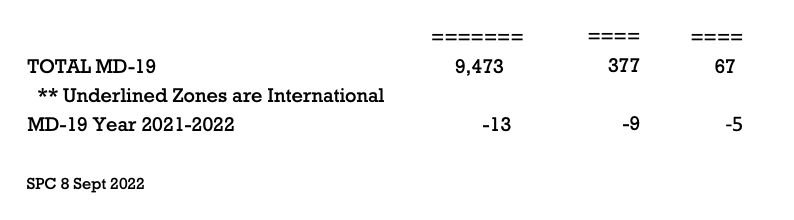 ======= ==== ====
TOTAL MD-19 9,473 377 67
** Underlined Zones are International
MD-19 Year 2021-2022 -13 -9 -5
SPC 8 Sept 2022